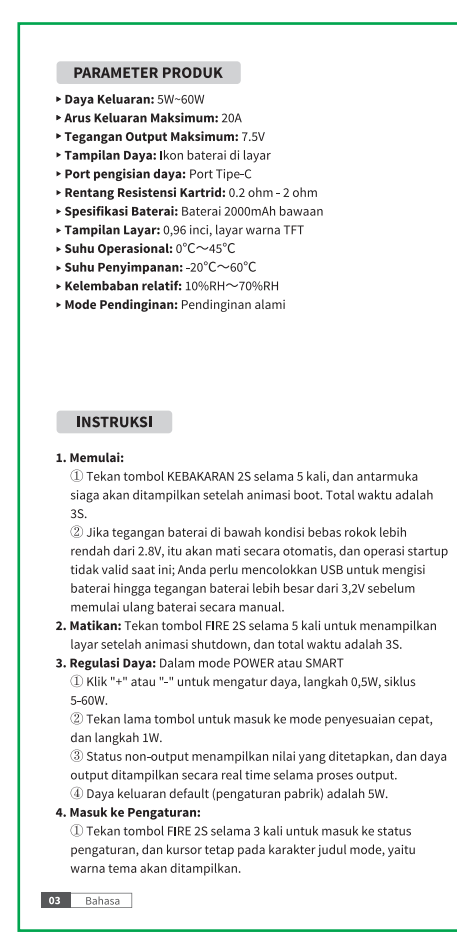 PARAMETER PRODUK
▸ Daya Keluaran: 5W~60W
▸ Arus Keluaran Maksimum: 20A
▸ Tegangan Output Maksimum: 7.5V
▸ Tampilan Daya: Ikon baterai di layar
▸ Port pengisian daya: Port Tipe-C
▸ Rentang Resistensi Kartrid: 0.2 ohm - 2 ohm
▸ Spesifikasi Baterai: Baterai 2000mAh bawaan
▸ Tampilan Layar: 0,96 inci, layar warna TFT
▸ Suhu Operasional: 0℃～45℃
▸ Suhu Penyimpanan: -20℃～60℃
▸ Kelembaban relatif: 10%RH～70%RH
▸ Mode Pendinginan: Pendinginan alami
INSTRUKSI
1. Memulai:
① Tekan tombol KEBAKARAN 2S selama 5 kali, dan antarmuka
siaga akan ditampilkan setelah animasi boot. Total waktu adalah
3S.
② Jika tegangan baterai di bawah kondisi bebas rokok lebih
rendah dari 2.8V, itu akan mati secara otomatis, dan operasi startup
tidak valid saat ini; Anda perlu mencolokkan USB untuk mengisi
baterai hingga tegangan baterai lebih besar dari 3,2V sebelum
memulai ulang baterai secara manual.
2. Matikan: Tekan tombol FIRE 2S selama 5 kali untuk menampilkan
layar setelah animasi shutdown, dan total waktu adalah 3S.
3. Regulasi Daya: Dalam mode POWER atau SMART
① Klik "+" atau "-" untuk mengatur daya, langkah 0,5W, siklus
5-60W.
② Tekan lama tombol untuk masuk ke mode penyesuaian cepat,
dan langkah 1W.
③ Status non-output menampilkan nilai yang ditetapkan, dan daya
output ditampilkan secara real time selama proses output.
④ Daya keluaran default (pengaturan pabrik) adalah 5W.
4. Masuk ke Pengaturan:
① Tekan tombol FIRE 2S selama 3 kali untuk masuk ke status
pengaturan, dan kursor tetap pada karakter judul mode, yaitu
warna tema akan ditampilkan.
03 Bahasa